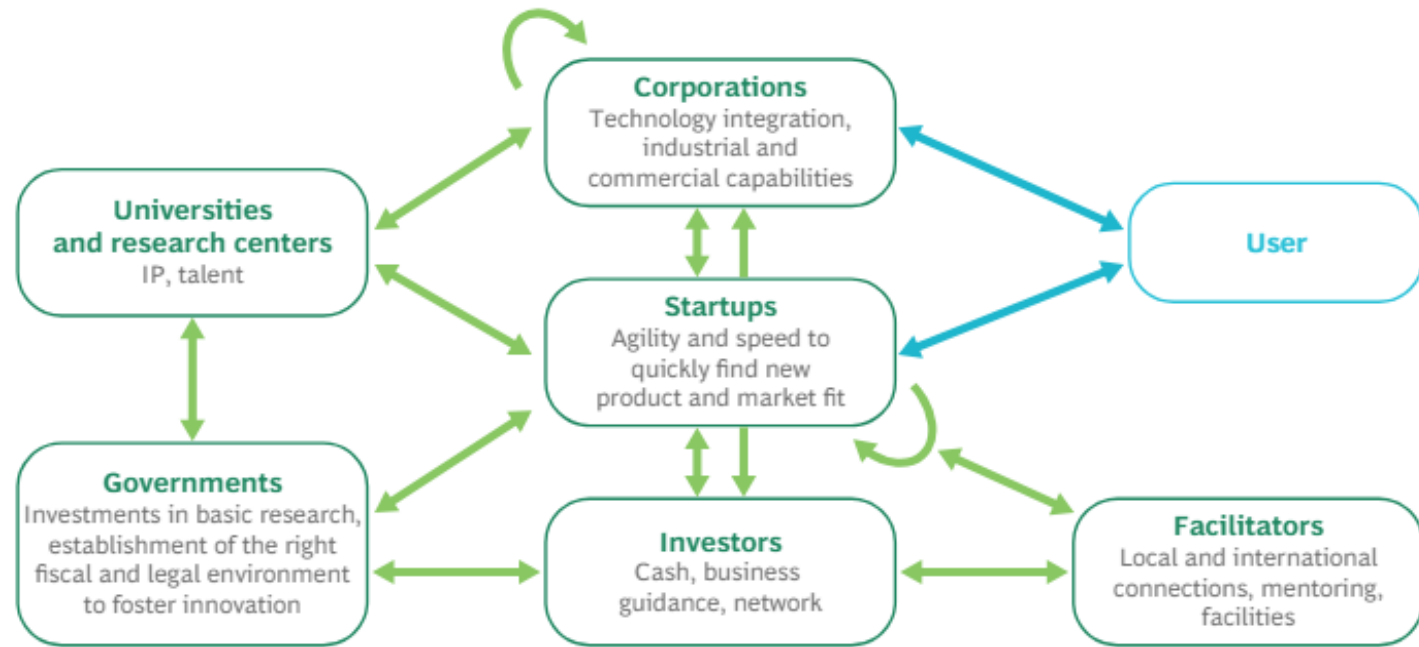 Corporations
Technology integration,
industrial and
commercial capabilities
Universities
and research centers
IP, talent
User
Startups
Agility and speed to
quickly find new
product and market fit
Governments
Investments in basic research,
establishment of the right
fiscal and legal environment
to foster innovation
Investors
Cash, business
guidance, network
Facilitators
Local and international
connections, mentoring,
facilities